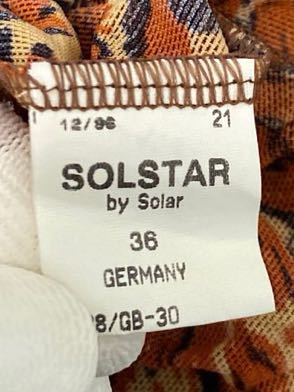 12/96 21
SOLSTAR
by Solar
36
GERMANY
8/GB-30